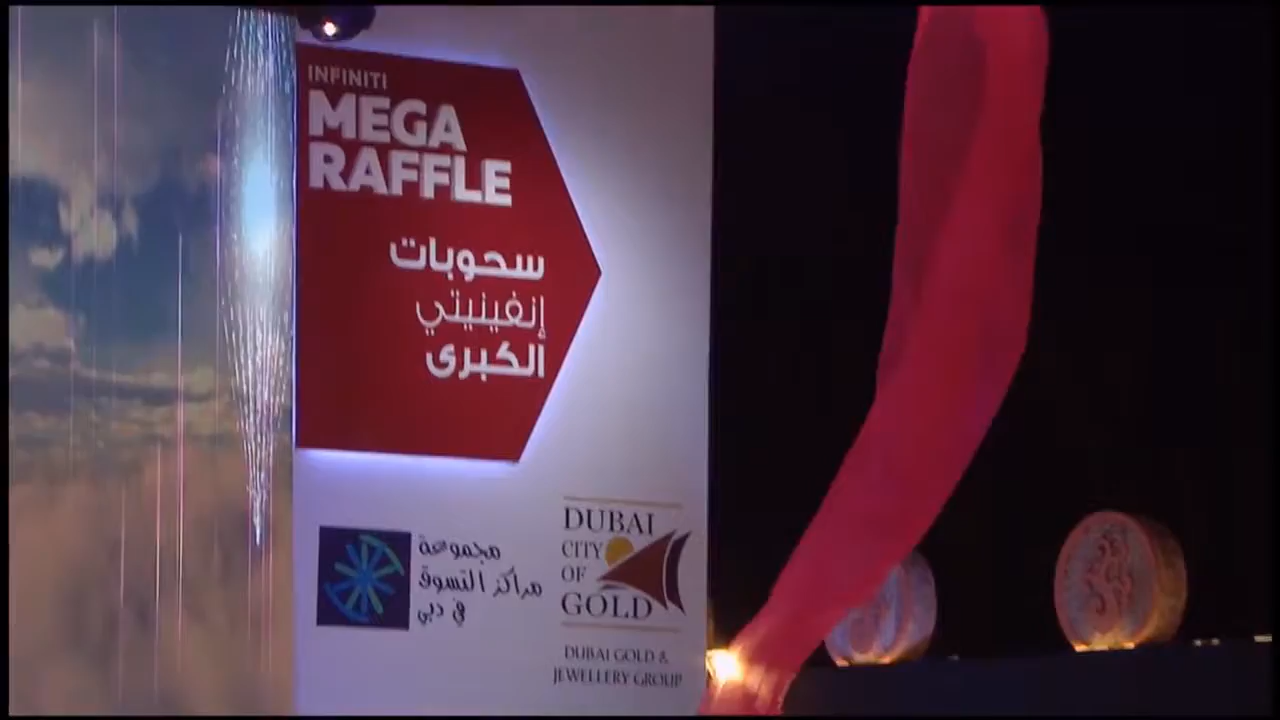 INFINITI
MEGA
RAFFLE
سحوبات
إنفينيتي
الكبرى
مجموعة
مراكز التسوق
في دبي
DUBAI
CITY
OF
GOLD
DUBAI GOLD &
JEWELLERY GROUP